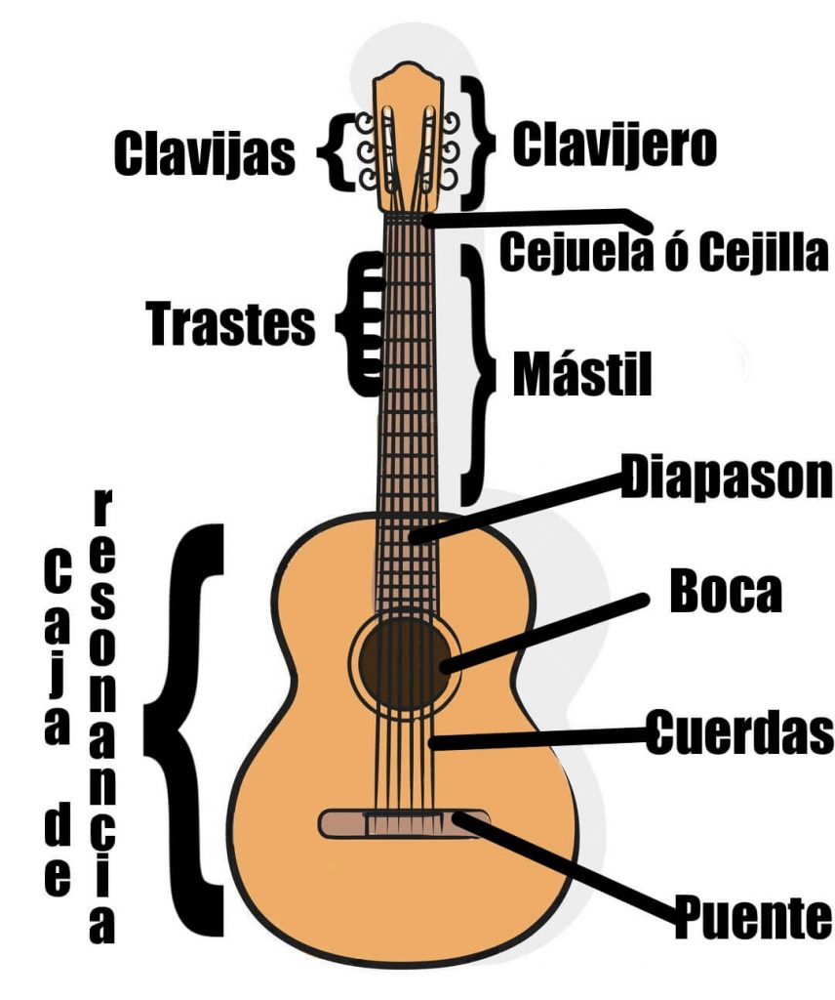 Clavijas
Clavijero
Cejuela ó Cejilla
Trastes
Mástil
Diapason
Boca
Cuerdas
Puente
Caja de
resonancia